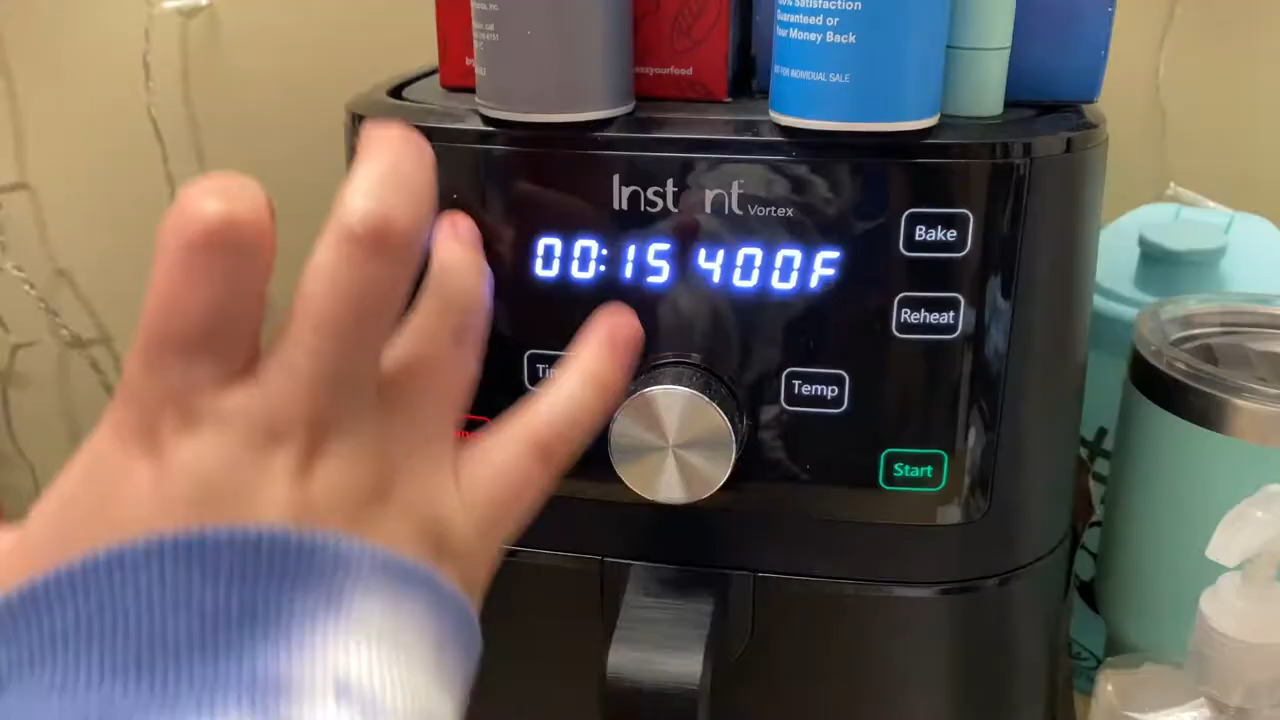 100% Satisfaction
Guaranteed or
Your Money Back
NOT FOR INDIVIDUAL SALE
essyourfood
Inst nt Vortex
00:15 400F
Bake
Reheat
Temp
Start